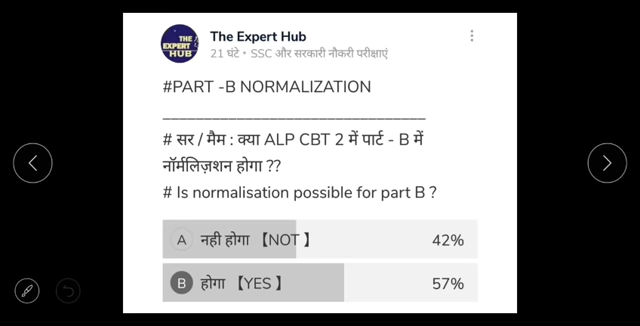 THE
EXPERT
HUB
The Expert Hub
21 घंटे • SSC और सरकारी नौकरी परीक्षाएं
#PART -B NORMALIZATION
_______________________________
# सर / मैम : क्या ALP CBT 2 में पार्ट - B में
नॉर्मलिज़शन होगा ??
# Is normalisation possible for part B ?
A नही होगा 【NOT 】 42%
B होगा 【YES 】 57%